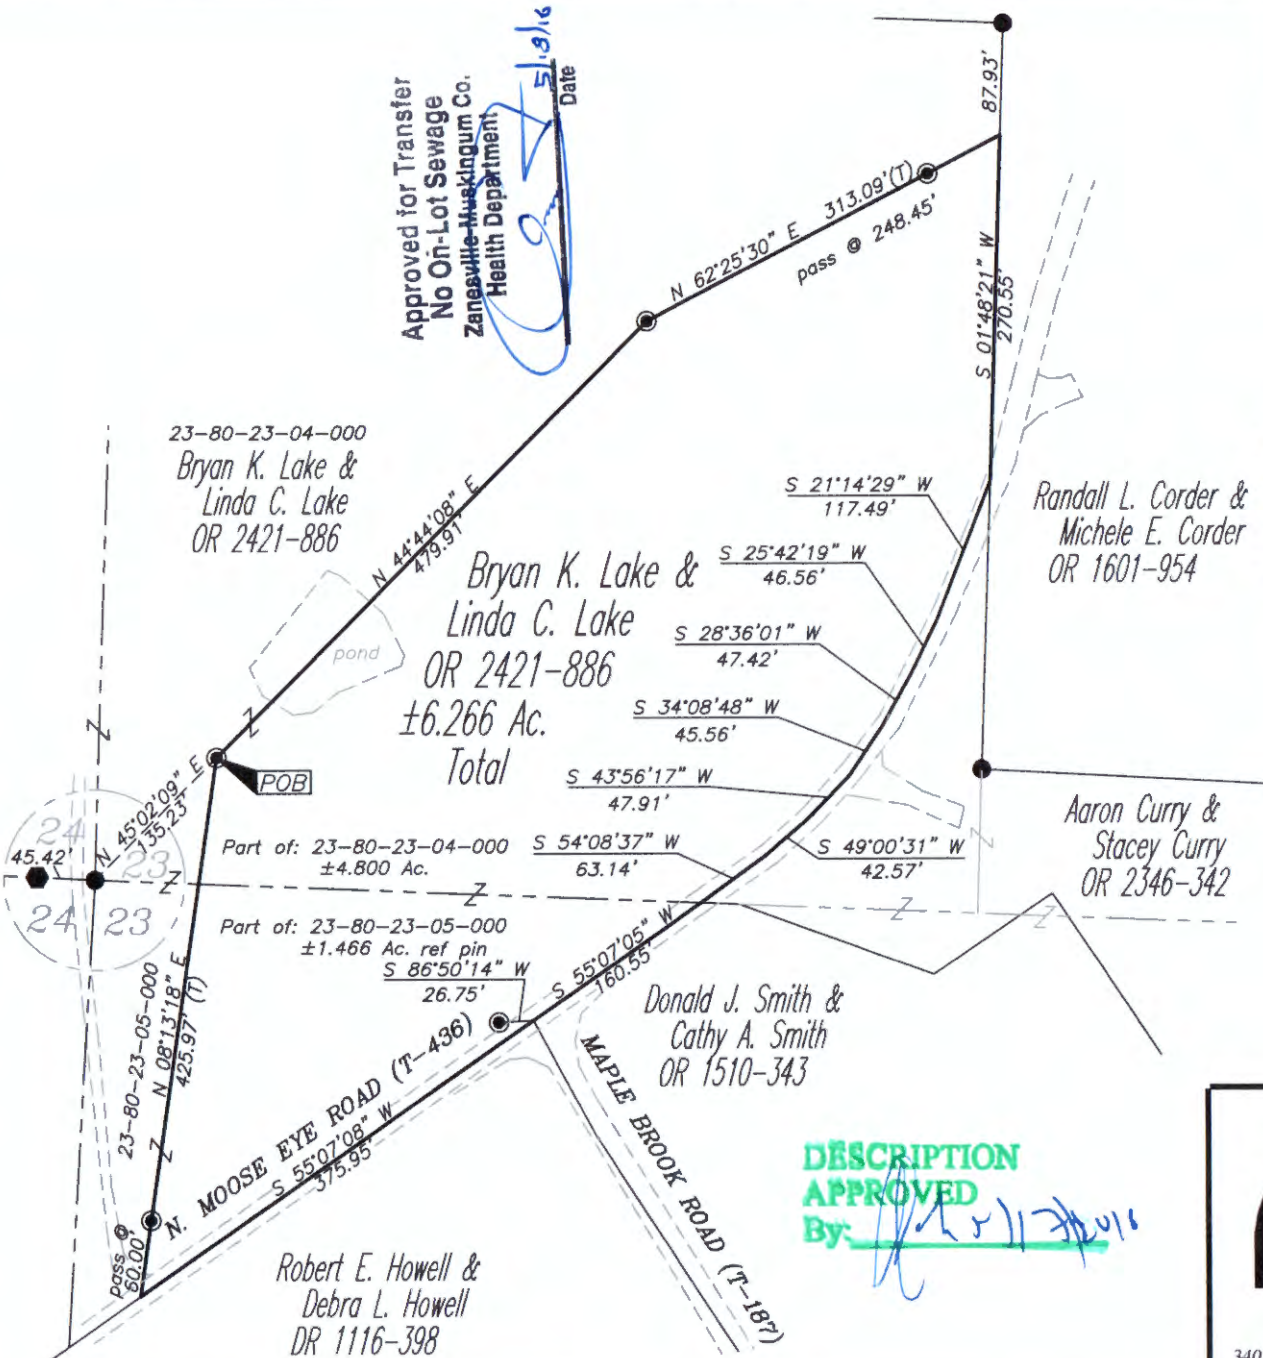 Approved for Transfer
No On-Lot Sewage
Zanesville-Muskingum Co.
Health Department
5/18/16
Date
87.93'
313.09'(T)
N 62°25'30" E
pass @ 248.45'
S 01°48'21" W
270.55'
23-80-23-04-000
Bryan K. Lake &
Linda C. Lake
OR 2421-886
N 44°44'08" E
479.91'
S 21°14'29" W
117.49'
Randall L. Corder &
Michele E. Corder
OR 1601-954
S 25°42'19" W
46.56'
Bryan K. Lake &
Linda C. Lake
OR 2421-886
±6.266 Ac.
Total
pond
S 28°36'01" W
47.42'
S 34°08'48" W
45.56'
S 43°56'17" W
47.91'
POB
N 45°02'09" E
135.23'
Aaron Curry &
Stacey Curry
OR 2346-342
Part of: 23-80-23-04-000
±4.800 Ac.
S 54°08'37" W
63.14'
S 49°00'31" W
42.57'
45.42'
24
23
24
23
Part of: 23-80-23-05-000
±1.466 Ac. ref pin
S 86°50'14" W
26.75'
S 55°07'05" W
160.55'
23-80-23-05-000
N 08°13'18" E
425.97' (T)
Donald J. Smith &
Cathy A. Smith
OR 1510-343
N. MOOSE EYE ROAD (T-436)
S 55°07'08" W
375.95'
MAPLE BROOK ROAD (T-187)
pass @
60.00'
DESCRIPTION
APPROVED
By:
Robert E. Howell &
Debra L. Howell
DR 1116-398
340